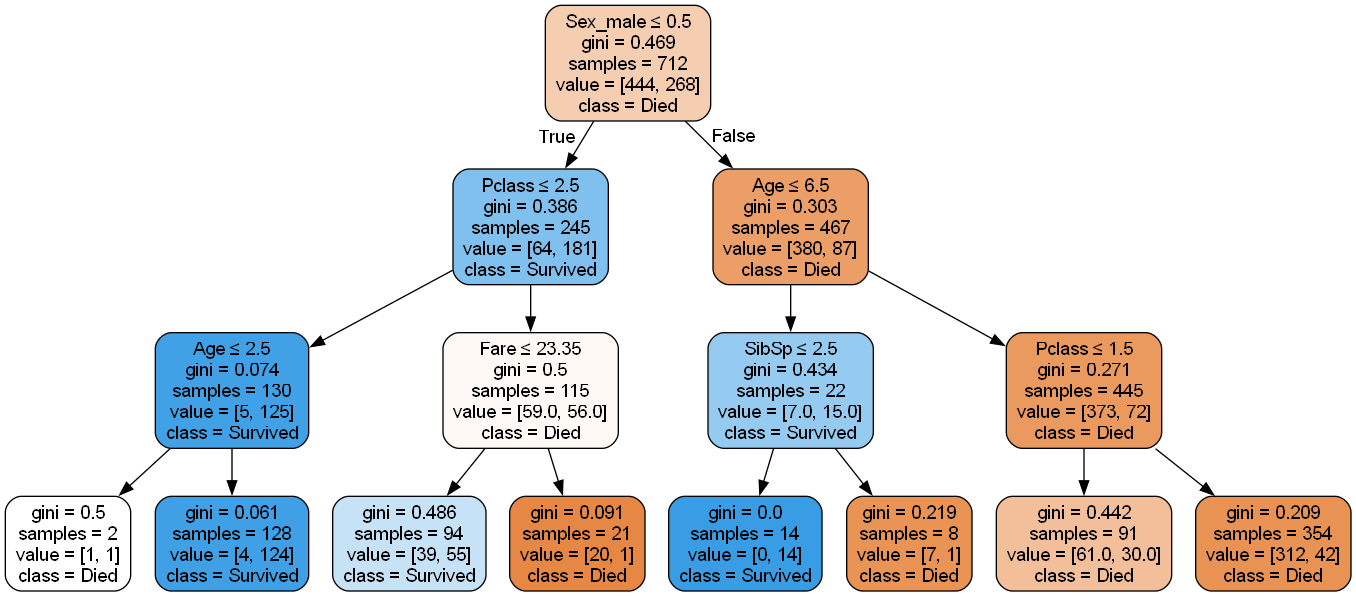 Sex_male ≤ 0.5
gini = 0.469
samples = 712
value = [444, 268]
class = Died
True
False
Pclass ≤ 2.5
gini = 0.386
samples = 245
value = [64, 181]
class = Survived
Age ≤ 6.5
gini = 0.303
samples = 467
value = [380, 87]
class = Died
Age ≤ 2.5
gini = 0.074
samples = 130
value = [5, 125]
class = Survived
Fare ≤ 23.35
gini = 0.5
samples = 115
value = [59.0, 56.0]
class = Died
SibSp ≤ 2.5
gini = 0.434
samples = 22
value = [7.0, 15.0]
class = Survived
Pclass ≤ 1.5
gini = 0.271
samples = 445
value = [373, 72]
class = Died
gini = 0.5
samples = 2
value = [1, 1]
class = Died
gini = 0.061
samples = 128
value = [4, 124]
class = Survived
gini = 0.486
samples = 94
value = [39, 55]
class = Survived
gini = 0.091
samples = 21
value = [20, 1]
class = Died
gini = 0.0
samples = 14
value = [0, 14]
class = Survived
gini = 0.219
samples = 8
value = [7, 1]
class = Died
gini = 0.442
samples = 91
value = [61.0, 30.0]
class = Died
gini = 0.209
samples = 354
value = [312, 42]
class = Died